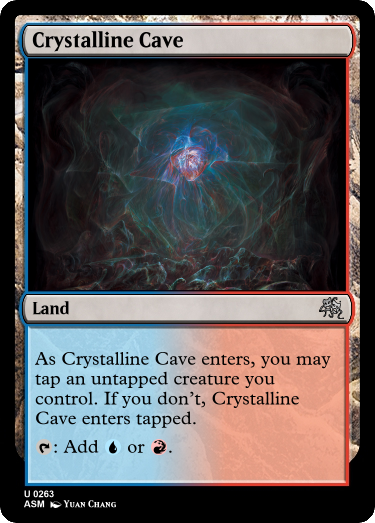 Crystalline Cave
Land
As Crystalline Cave enters, you may
tap an untapped creature you
control. If you don't, Crystalline
Cave enters tapped.
: Add or .
U 0263
ASM Yuan Chang